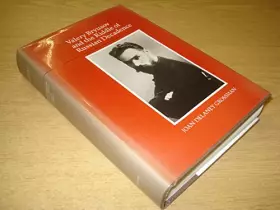 Valery Bryusov
and the Riddle of
Russian Decadence
JOAN DELANEY GROSSMAN